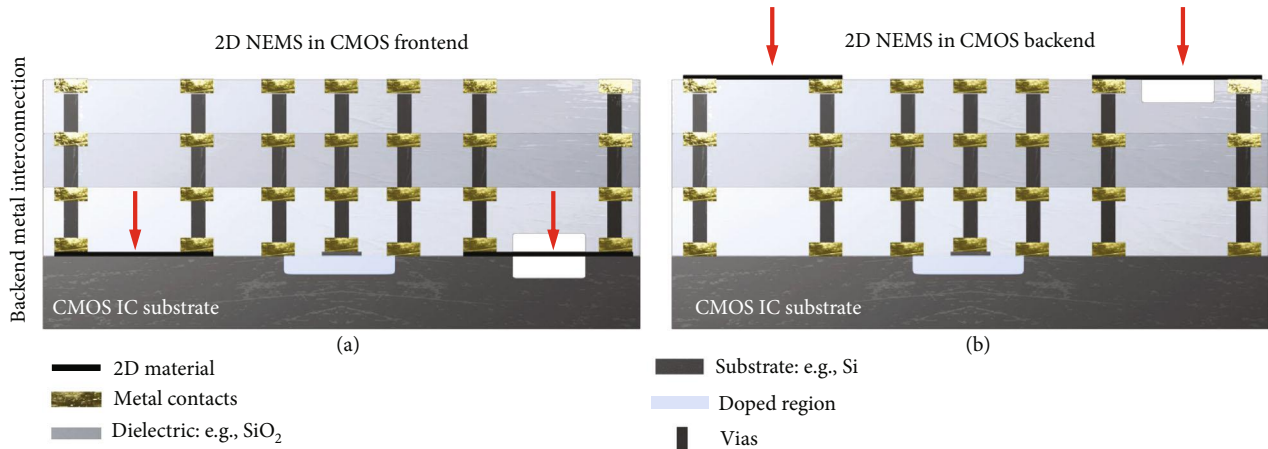 2D NEMS in CMOS frontend
2D NEMS in CMOS backend
Backend metal interconnection
CMOS IC substrate
CMOS IC substrate
(a)
(b)
2D material
Metal contacts
Dielectric: e.g., SiO₂
Substrate: e.g., Si
Doped region
Vias